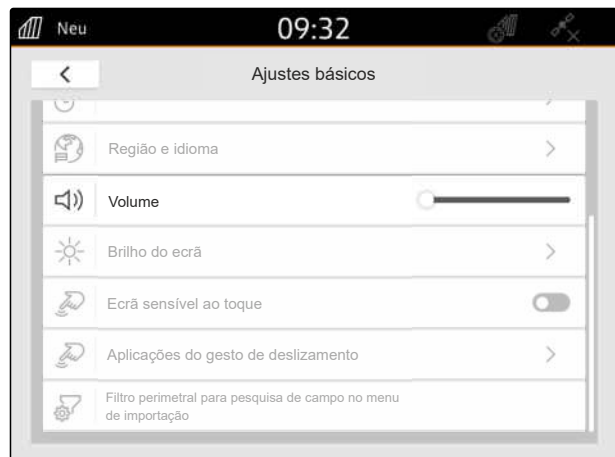 Neu
09:32
Ajustes básicos
Região e idioma
Volume
Brilho do ecrã
Ecrã sensível ao toque
Aplicações do gesto de deslizamento
Filtro perimetral para pesquisa de campo no menu
de importação